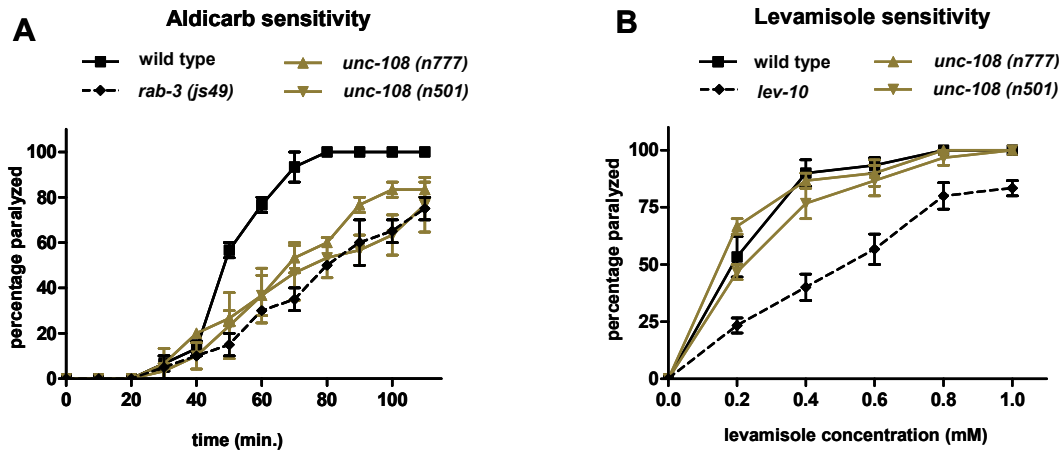 A
Aldicarb sensitivity
wild type
unc-108 (n777)
rab-3 (js49)
unc-108 (n501)
percentage paralyzed
100
80
60
40
20
0
0 20 40 60 80 100
time (min.)
B
Levamisole sensitivity
wild type
unc-108 (n777)
lev-10
unc-108 (n501)
percentage paralyzed
100
75
50
25
0
0.0 0.2 0.4 0.6 0.8 1.0
levamisole concentration (mM)